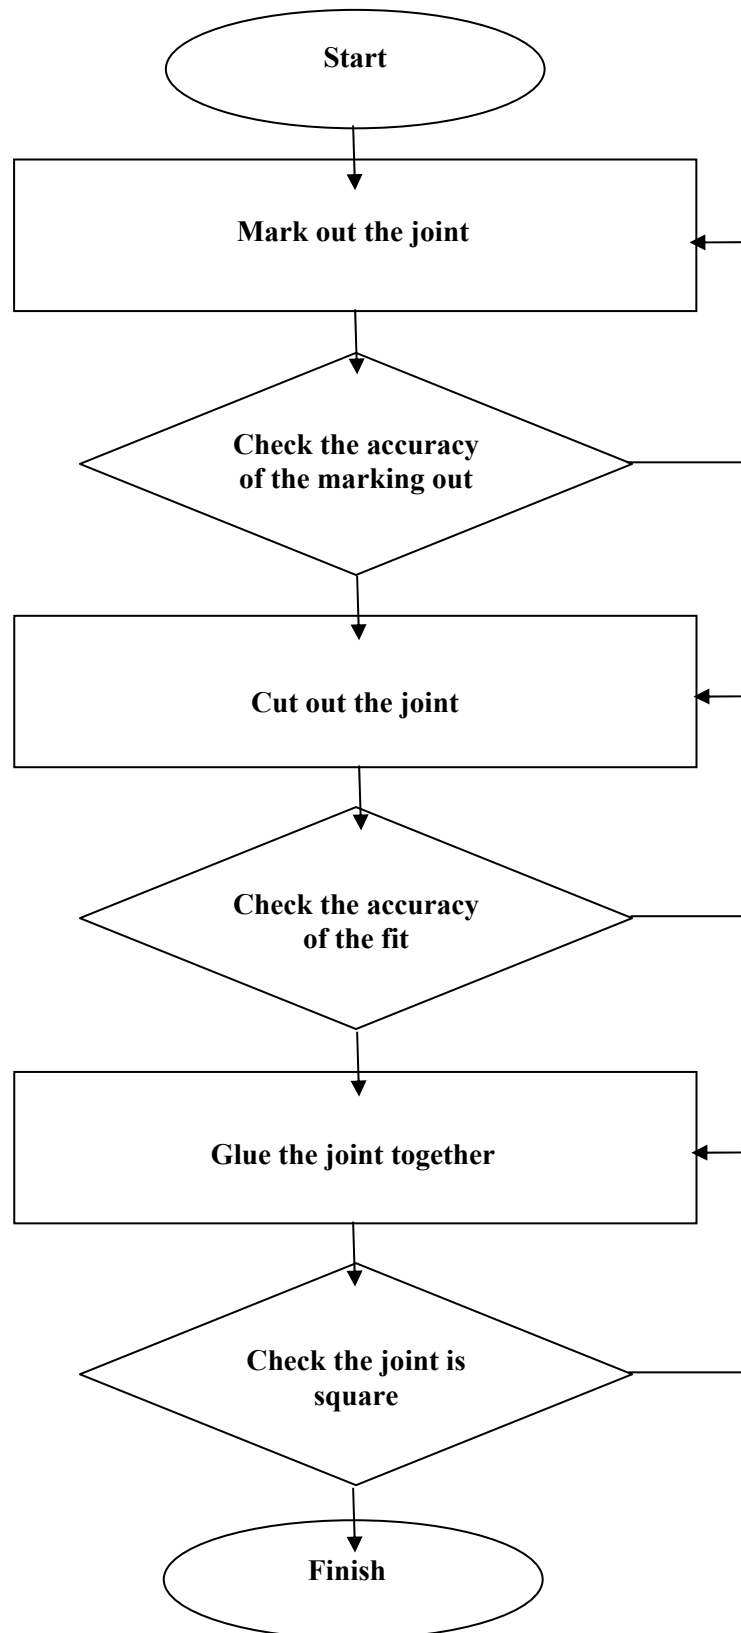 Start
Mark out the joint
Check the accuracy
of the marking out
Cut out the joint
Check the accuracy
of the fit
Glue the joint together
Check the joint is
square
Finish